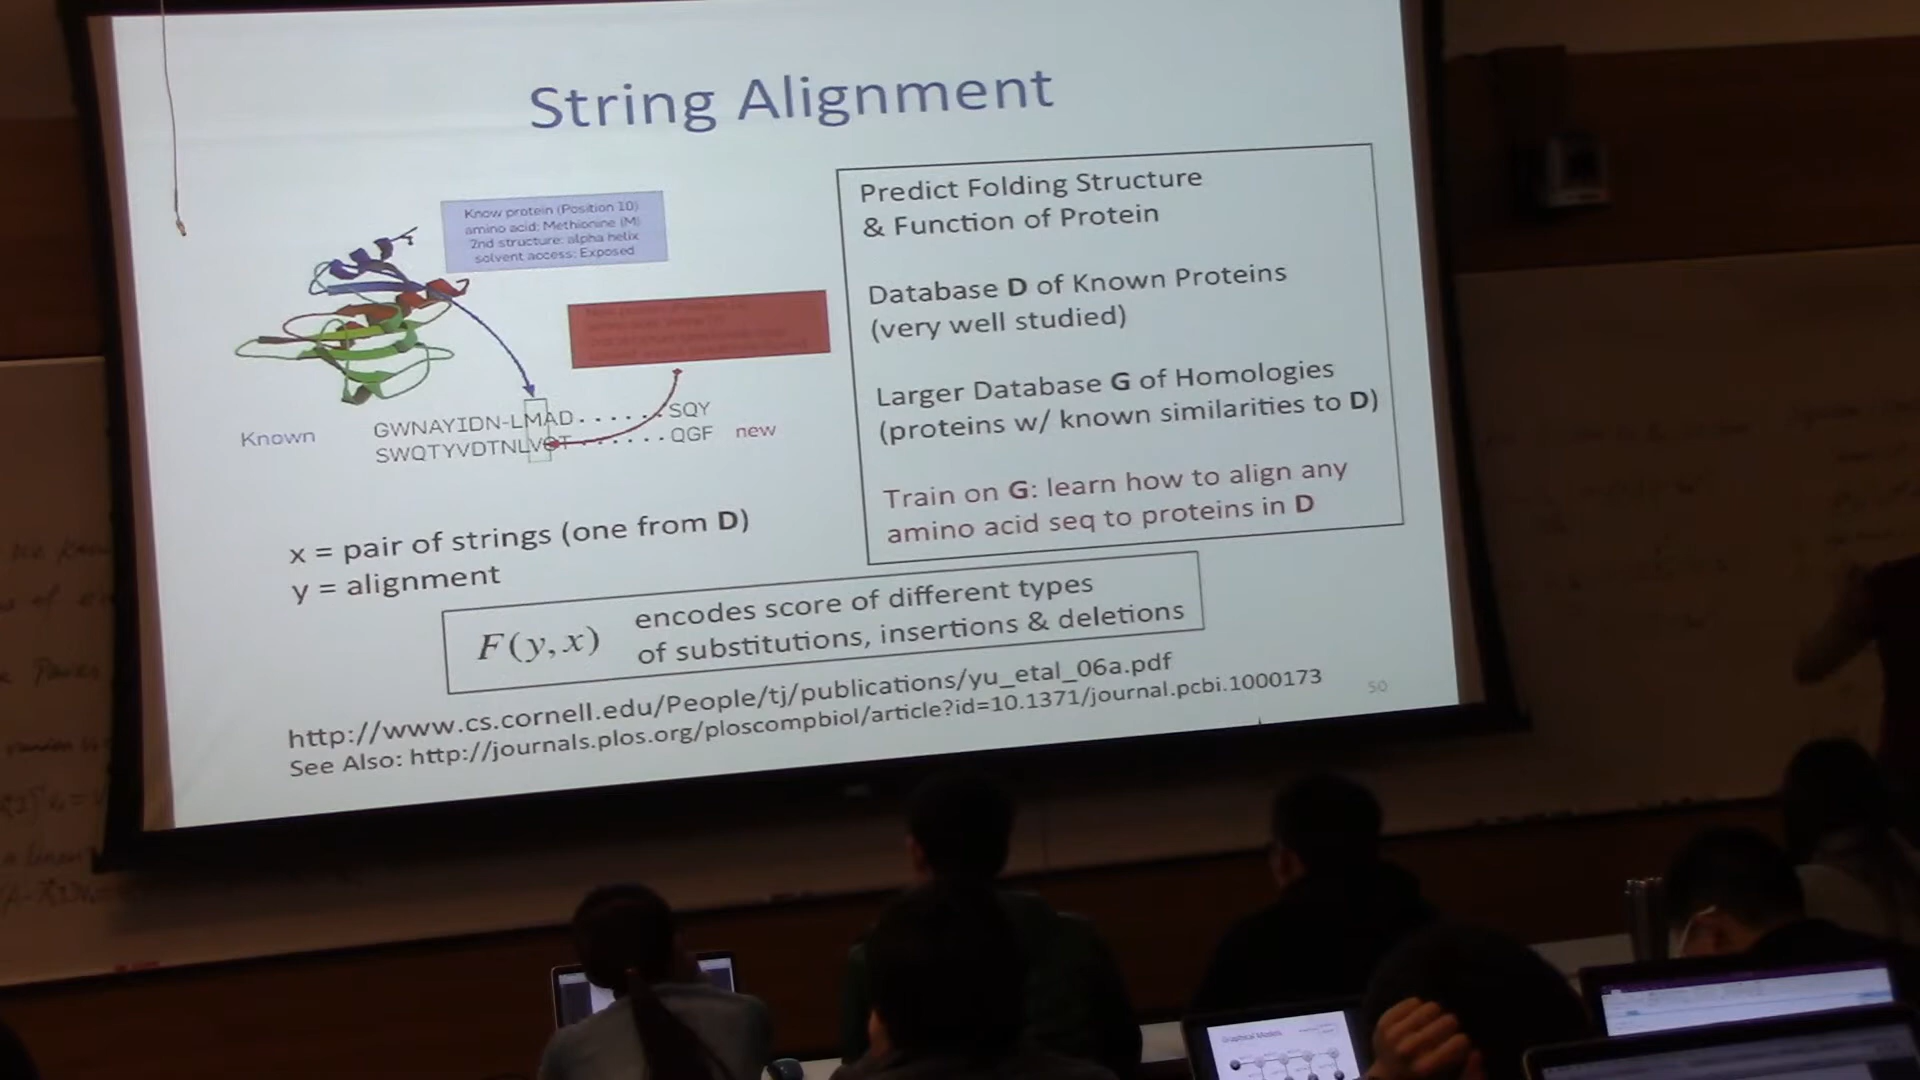 String Alignment
Know protein (Position 10)
amino acid: Methionine (M)
2nd structure: alpha helix
solvent access: Exposed
Known
GWNAYIDN-LMAD......SQY
SWQTYVDTNLV T.......QGF new
x = pair of strings (one from D)
y = alignment
Predict Folding Structure
& Function of Protein
Database D of Known Proteins
(very well studied)
Larger Database G of Homologies
(proteins w/ known similarities to D)
Train on G: learn how to align any
amino acid seq to proteins in D
F(y,x)
encodes score of different types
of substitutions, insertions & deletions
http://www.cs.cornell.edu/People/tj/publications/yu_etal_06a.pdf
See Also: http://journals.plos.org/ploscompbiol/article?id=10.1371/journal.pcbi.1000173
50
Graphical Models